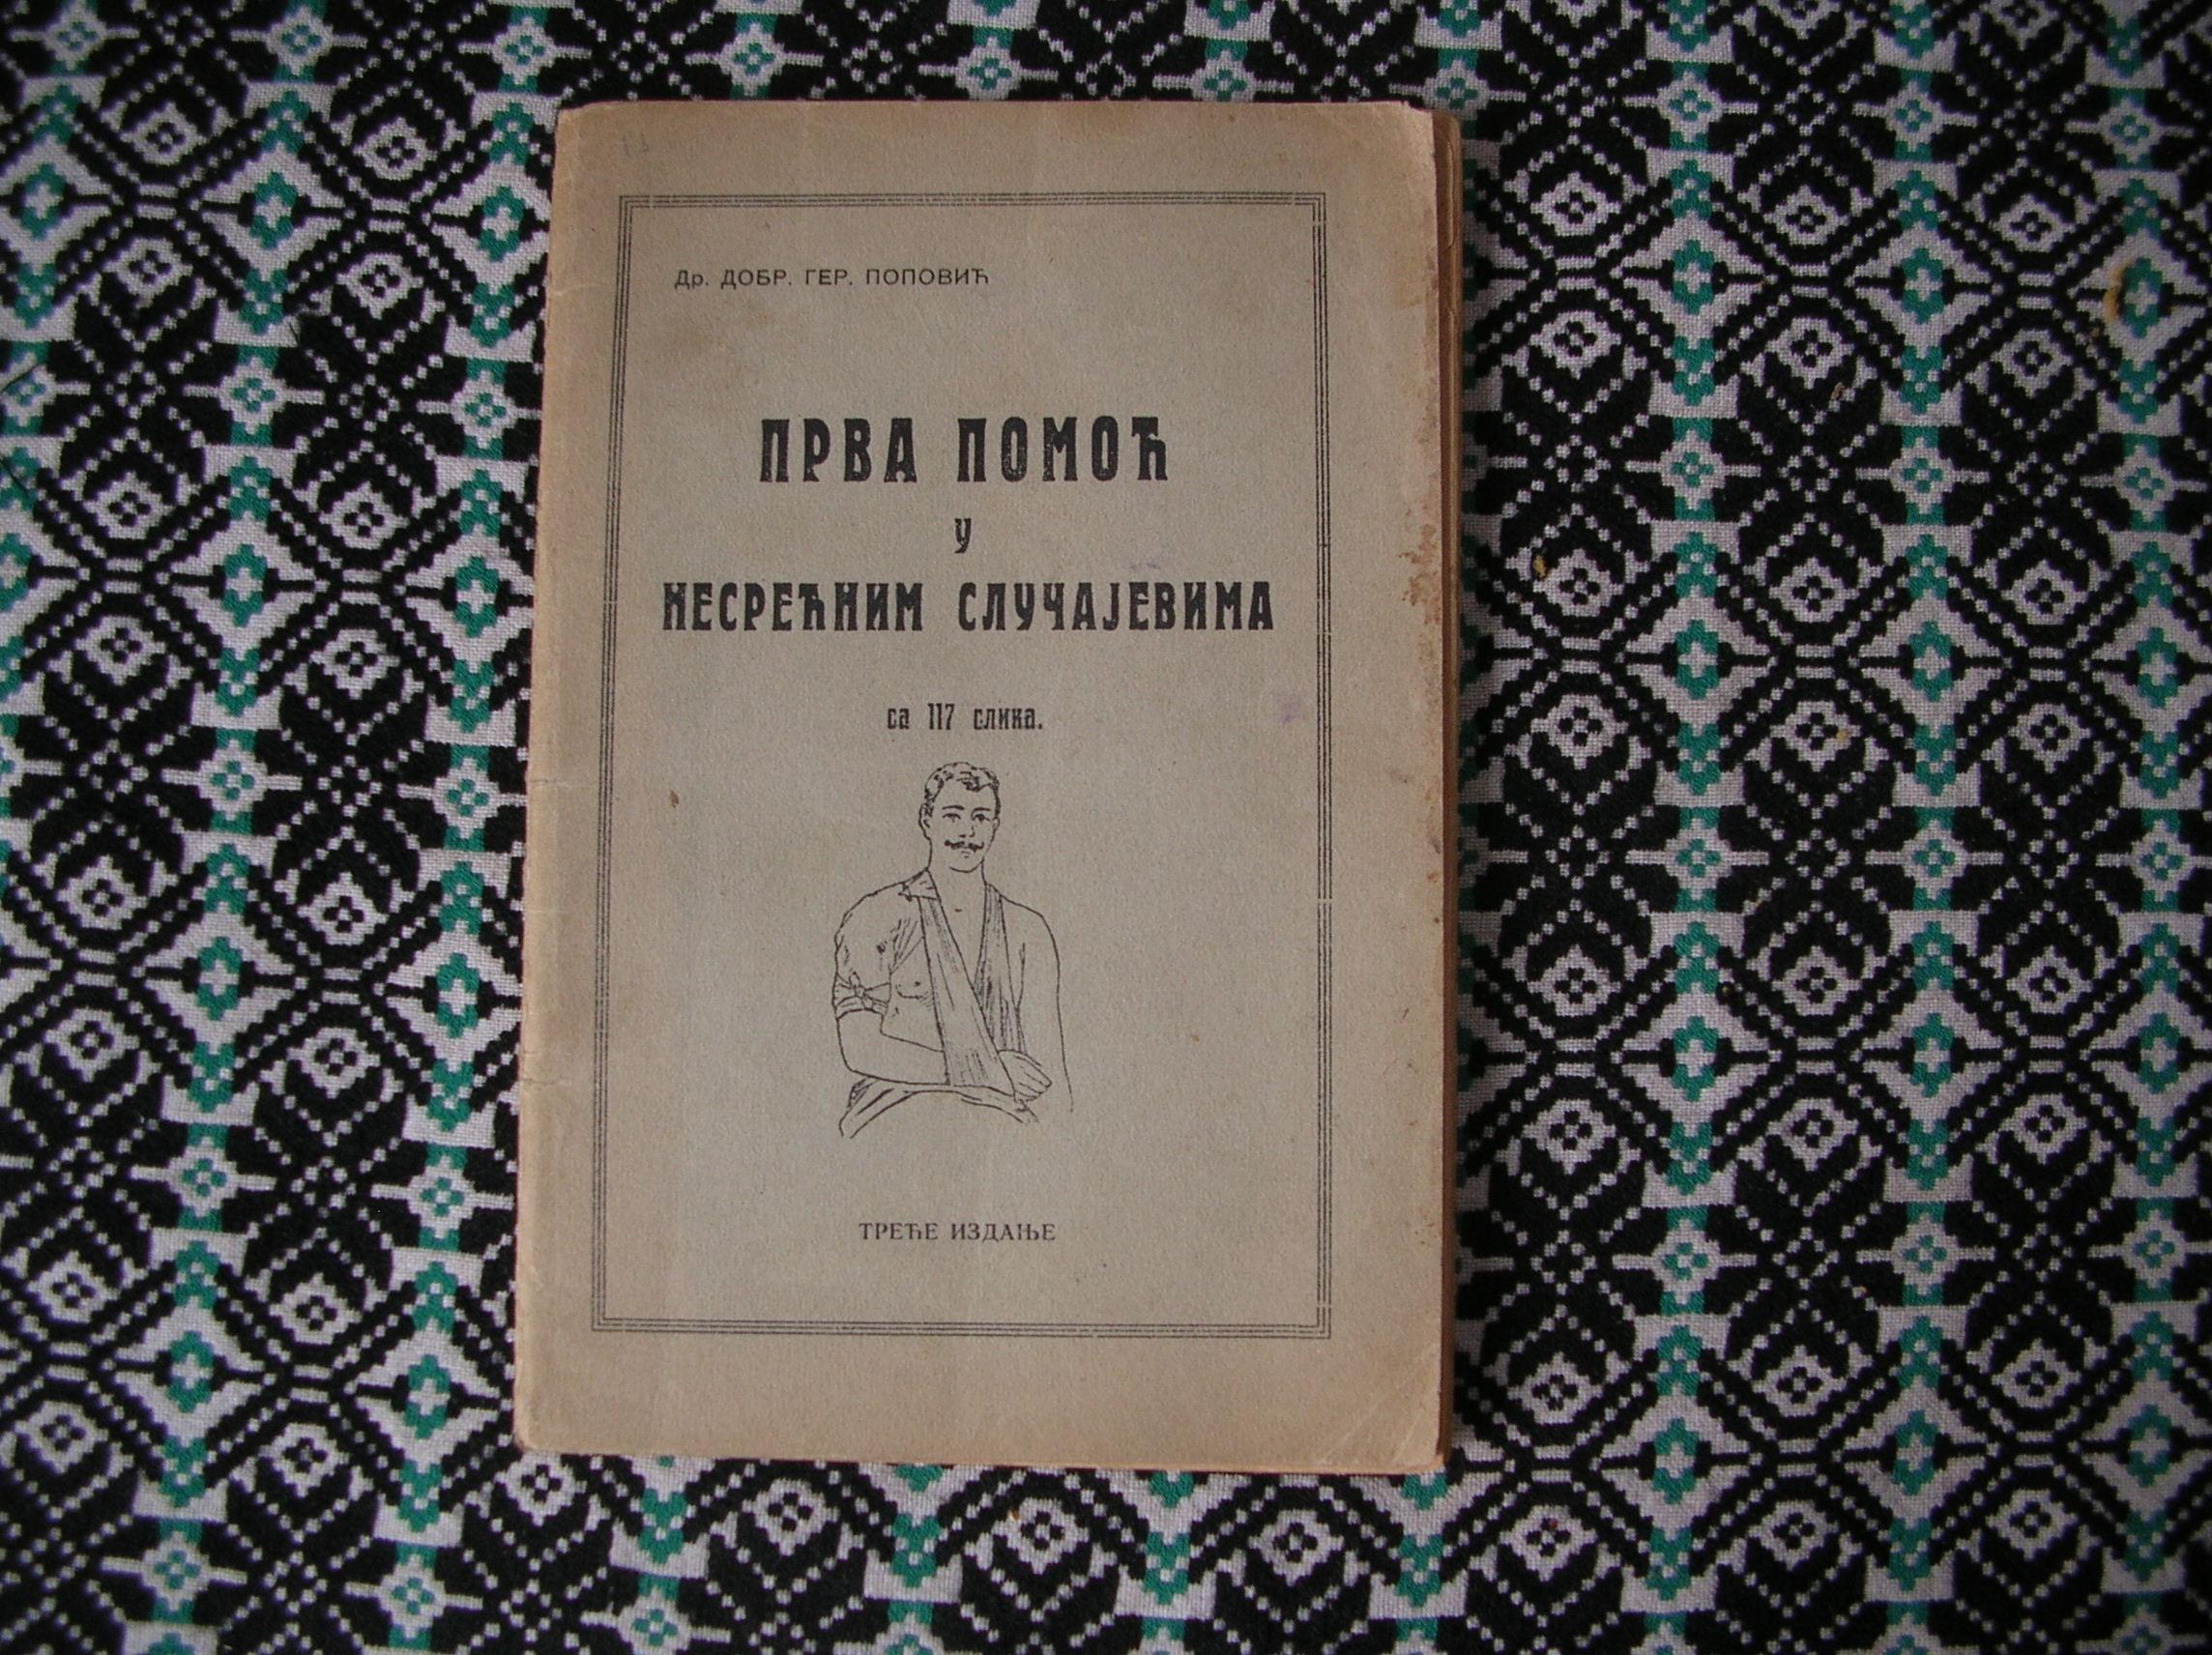 Др. ДОБР. ГЕР. ПОПОВИЋ
ПРВА ПОМОЋ
У
НЕСРЕЋНИМ СЛУЧАЈЕВИМА
са 117 слика.
ТРЕЋЕ ИЗДАЊЕ